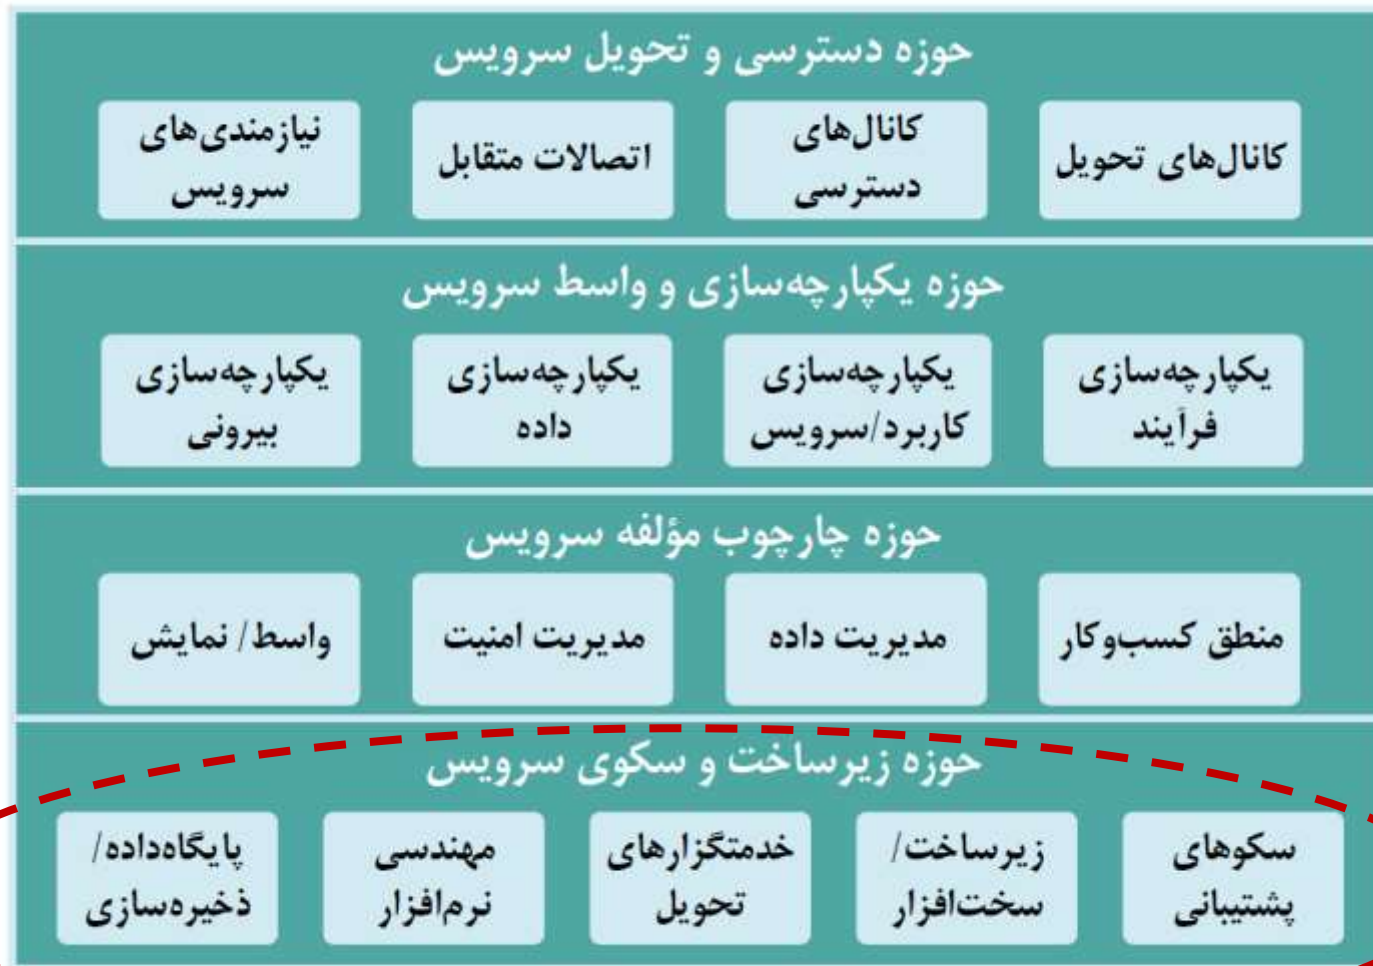 حوزه دسترسی و تحویل سرویس
کانال‌های تحویل
کانال‌های
دسترسی
اتصالات متقابل
نیازمندی‌های
سرویس
حوزه یکپارچه‌سازی و واسط سرویس
یکپارچه‌سازی
فرآیند
یکپارچه‌سازی
کاربرد/سرویس
یکپارچه‌سازی
داده
یکپارچه‌سازی
بیرونی
حوزه چارچوب مؤلفه سرویس
منطق کسب‌وکار
مدیریت داده
مدیریت امنیت
واسط/ نمایش
حوزه زیرساخت و سکوی سرویس
سکوهای
پشتیبانی
زیرساخت/
سخت‌افزار
خدمتگزارهای
تحویل
مهندسی
نرم‌افزار
پایگاه‌داده/
ذخیره‌سازی